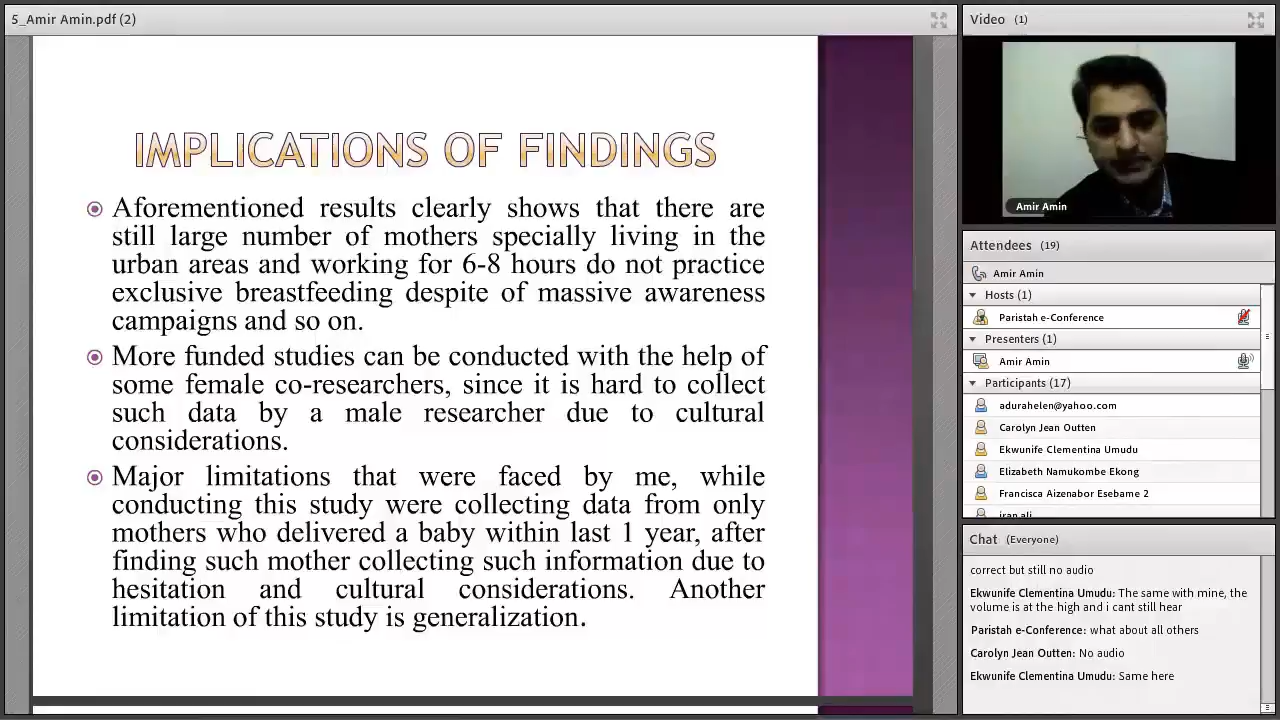 5_Amir Amin.pdf (2)
IMPLICATIONS OF FINDINGS
Aforementioned results clearly shows that there are
still large number of mothers specially living in the
urban areas and working for 6-8 hours do not practice
exclusive breastfeeding despite of massive awareness
campaigns and so on.
More funded studies can be conducted with the help of
some female co-researchers, since it is hard to collect
such data by a male researcher due to cultural
considerations.
Major limitations that were faced by me, while
conducting this study were collecting data from only
mothers who delivered a baby within last 1 year, after
finding such mother collecting such information due to
hesitation and cultural considerations. Another
limitation of this study is generalization.
Video (1)
Amir Amin
Attendees (19)
Amir Amin
Hosts (1)
Paristah e-Conference
Presenters (1)
Amir Amin
Participants (17)
adurahelen@yahoo.com
Carolyn Jean Outten
Ekwunife Clementina Umudu
Elizabeth Namukombe Ekong
Francisca Aizenabor Esebame 2
iran ali
Chat (Everyone)
correct but still no audio
Ekwunife Clementina Umudu: The same with mine, the
volume is at the high and i cant still hear
Paristah e-Conference: what about all others
Carolyn Jean Outten: No audio
Ekwunife Clementina Umudu: Same here